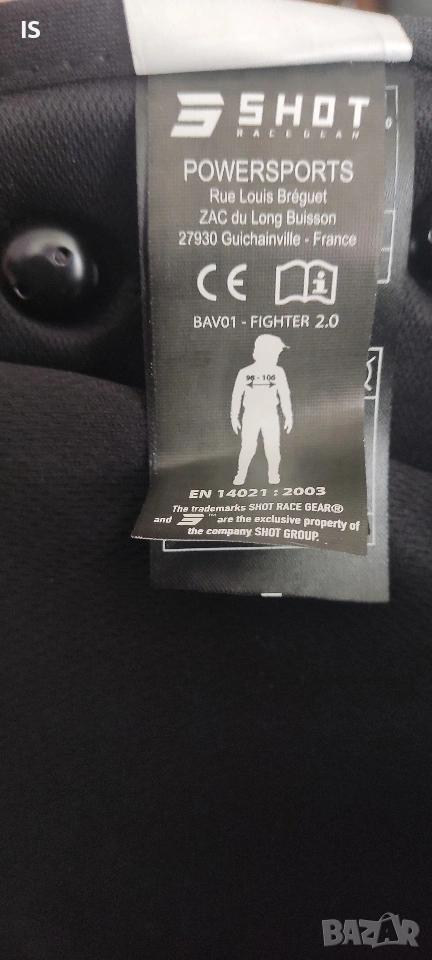 IS
SHOT
RACEGEAR
POWERSPORTS
Rue Louis Bréguet
ZAC du Long Buisson
27930 Guichainville - France
CE
BAV01 - FIGHTER 2.0
96 - 106
EN 14021 : 2003
The trademarks SHOT RACE GEAR®
and ™ are the exclusive property of
the company SHOT GROUP.
BAZAR